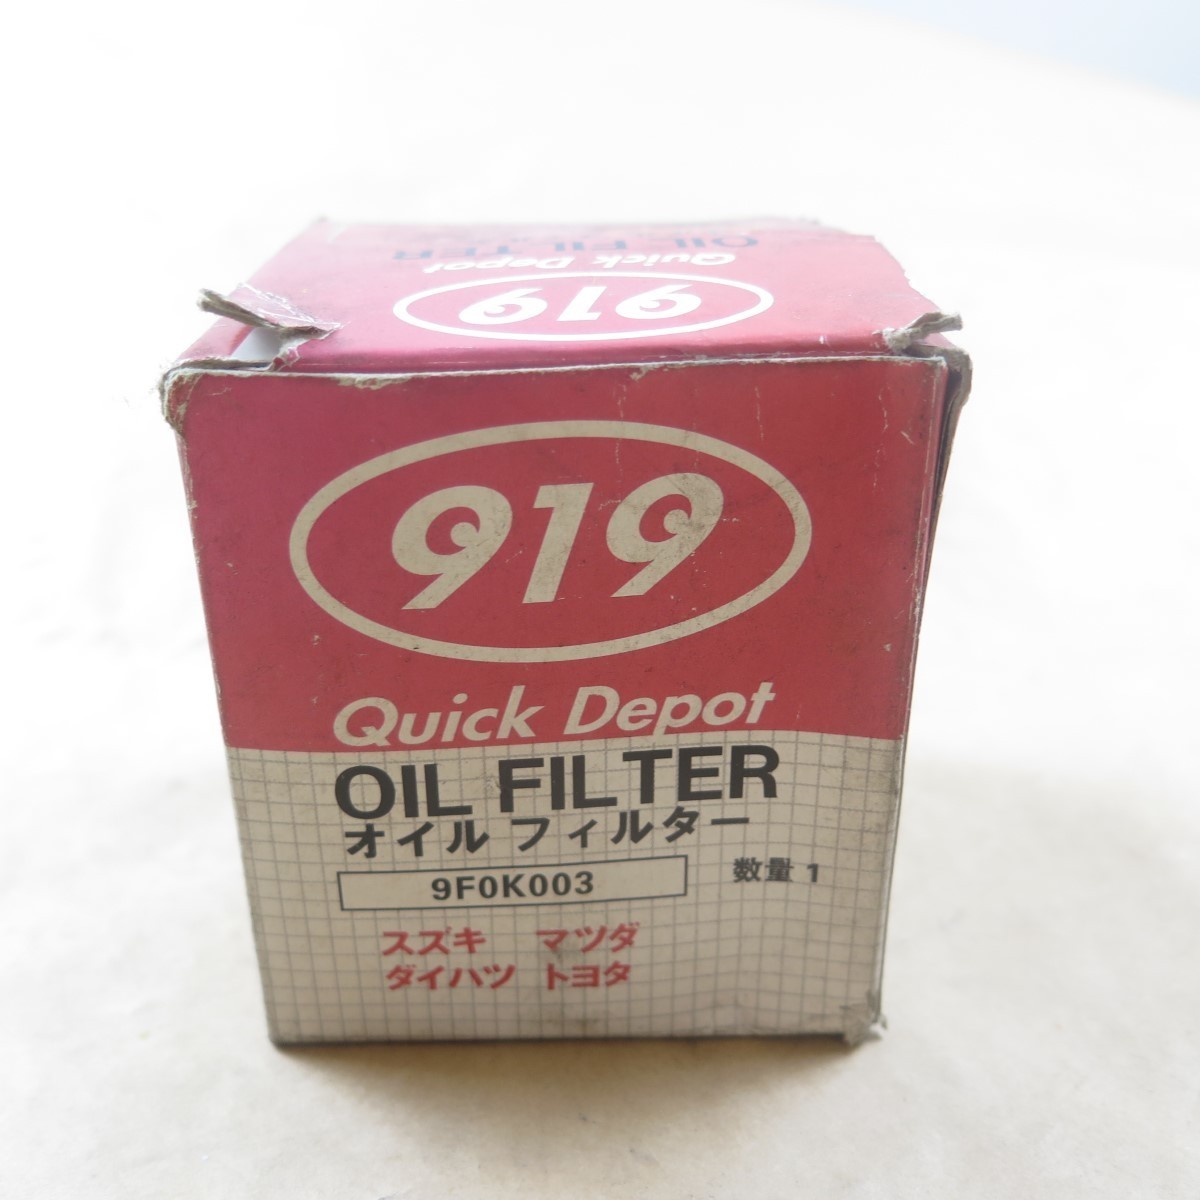 OIL FILTER
Quick Depot
919
919
Quick Depot
OIL FILTER
オイル フィルター
9F0K003 数量 1
スズキ マツダ
ダイハツ トヨタ